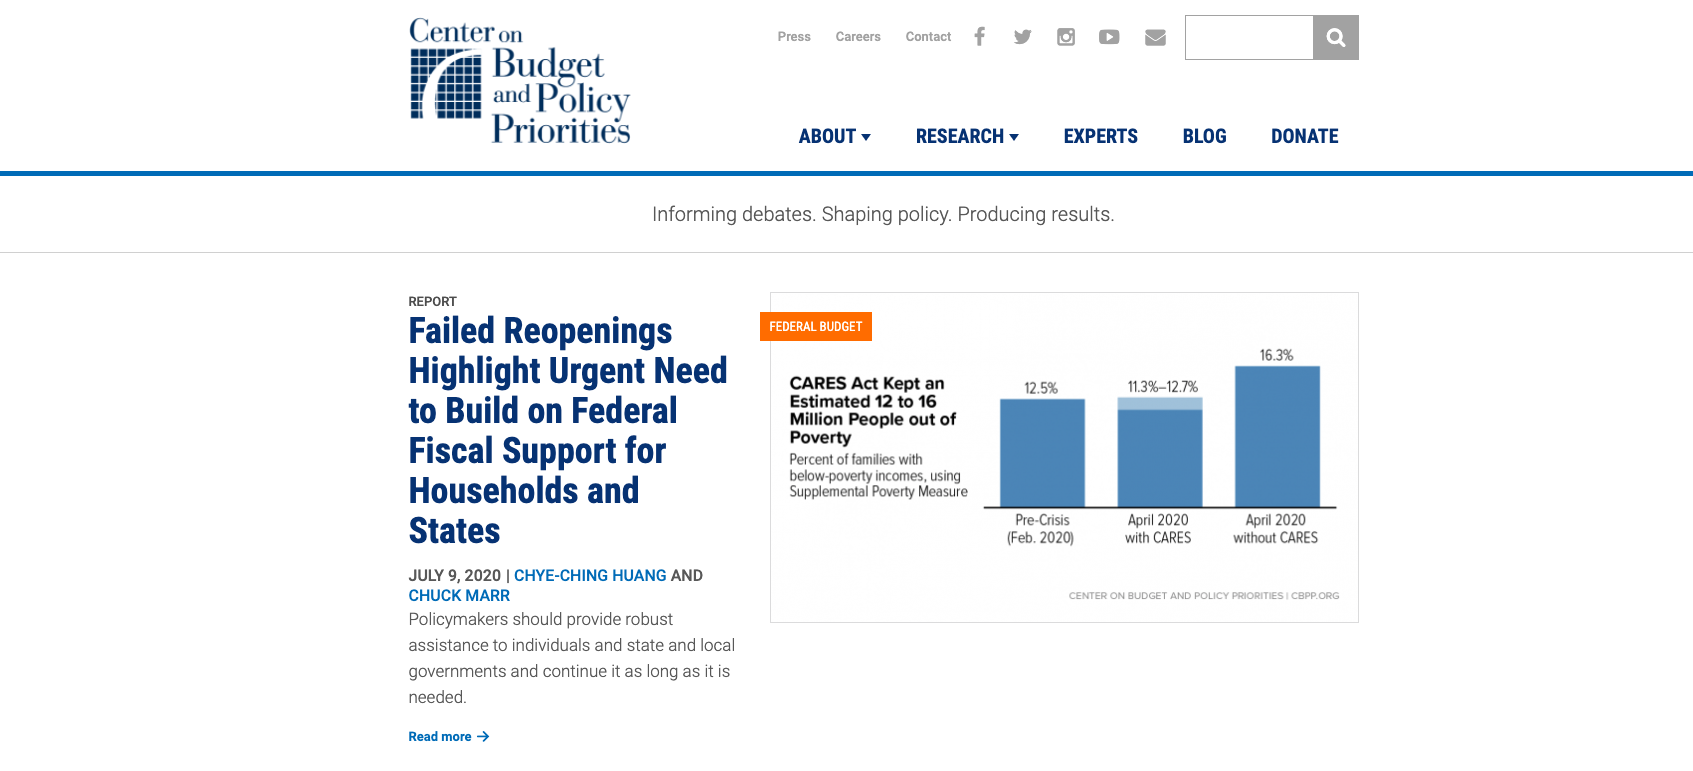 Center on
Budget
and Policy
Priorities
Press Careers Contact
ABOUT RESEARCH EXPERTS BLOG DONATE
Informing debates. Shaping policy. Producing results.
REPORT
Failed Reopenings
Highlight Urgent Need
to Build on Federal
Fiscal Support for
Households and
States
JULY 9, 2020 | CHYE-CHING HUANG AND
CHUCK MARR
Policymakers should provide robust
assistance to individuals and state and local
governments and continue it as long as it is
needed.
Read more
FEDERAL BUDGET
CARES Act Kept an
Estimated 12 to 16
Million People out of
Poverty
Percent of families with
below-poverty incomes, using
Supplemental Poverty Measure
12.5%
11.3%–12.7%
16.3%
Pre-Crisis
(Feb. 2020)
April 2020
with CARES
April 2020
without CARES
CENTER ON BUDGET AND POLICY PRIORITIES | CBPP.ORG